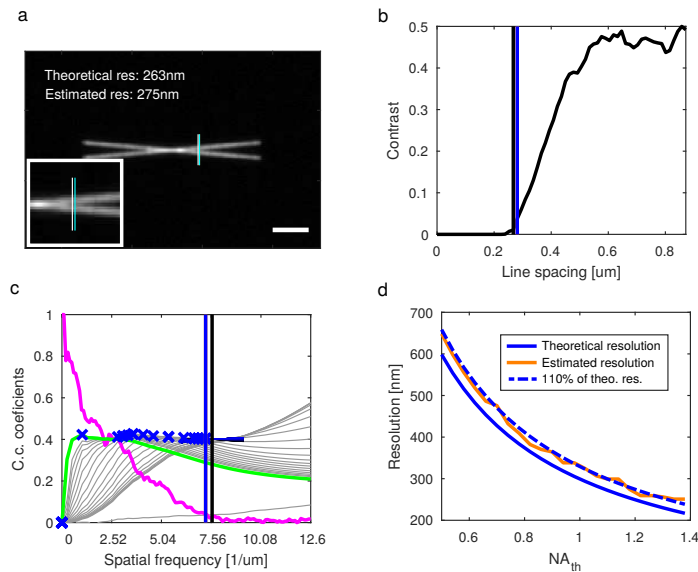 a
Theoretical res: 263nm
Estimated res: 275nm
b
0.5
0.4
0.3
0.2
0.1
0
0
0.2
0.4
0.6
0.8
Contrast
Line spacing [um]
c
1
0.8
0.6
0.4
0.2
0
0
2.52
5.04
7.56
10.08
12.6
C.c. coeficients
Spatial frequency [1/um]
d
700
600
500
400
300
200
0.6
0.8
1
1.2
1.4
Resolution [nm]
NAth
Theoretical resolution
Estimated resolution
110% of theo. res.